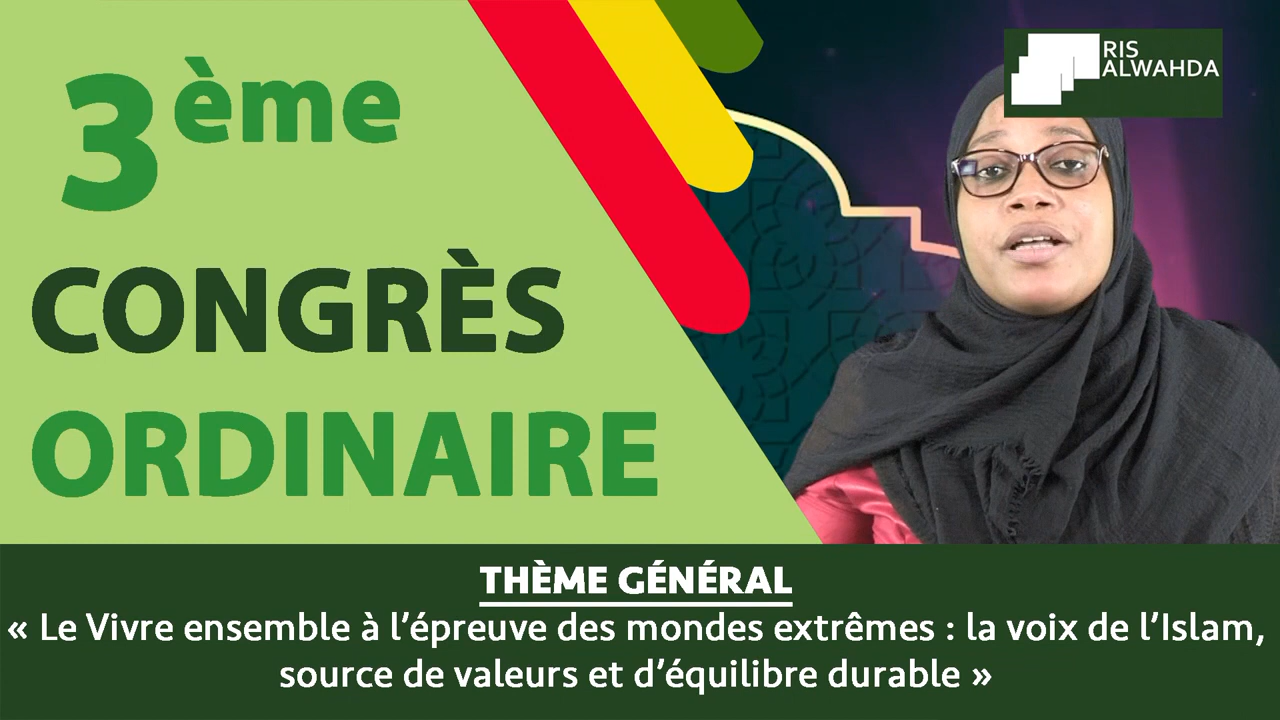 3ème
CONGRÈS
ORDINAIRE
RIS
ALWAHDA
THÈME GÉNÉRAL
« Le Vivre ensemble à l’épreuve des mondes extrêmes : la voix de l’Islam,
source de valeurs et d’équilibre durable »